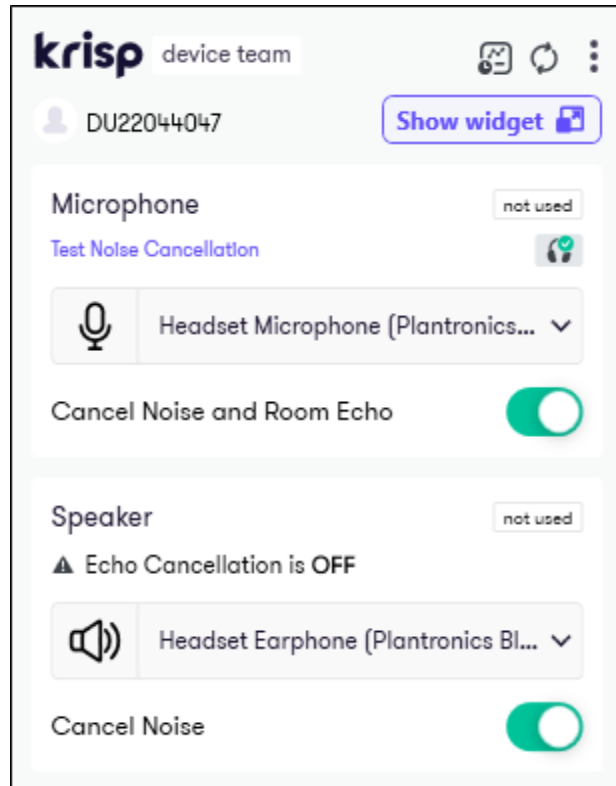 krisp device team
DU22044047 Show widget
Microphone not used
Test Noise Cancellation
Headset Microphone (Plantronics...
Cancel Noise and Room Echo
Speaker not used
Echo Cancellation is OFF
Headset Earphone (Plantronics Bl...
Cancel Noise